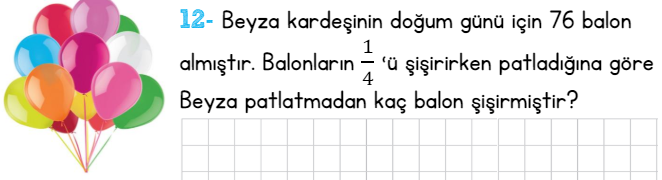 12- Beyza kardeşinin doğum günü için 76 balon
almıştır. Balonların 1/4 'ü şişirirken patladığına göre
Beyza patlatmadan kaç balon şişirmiştir?